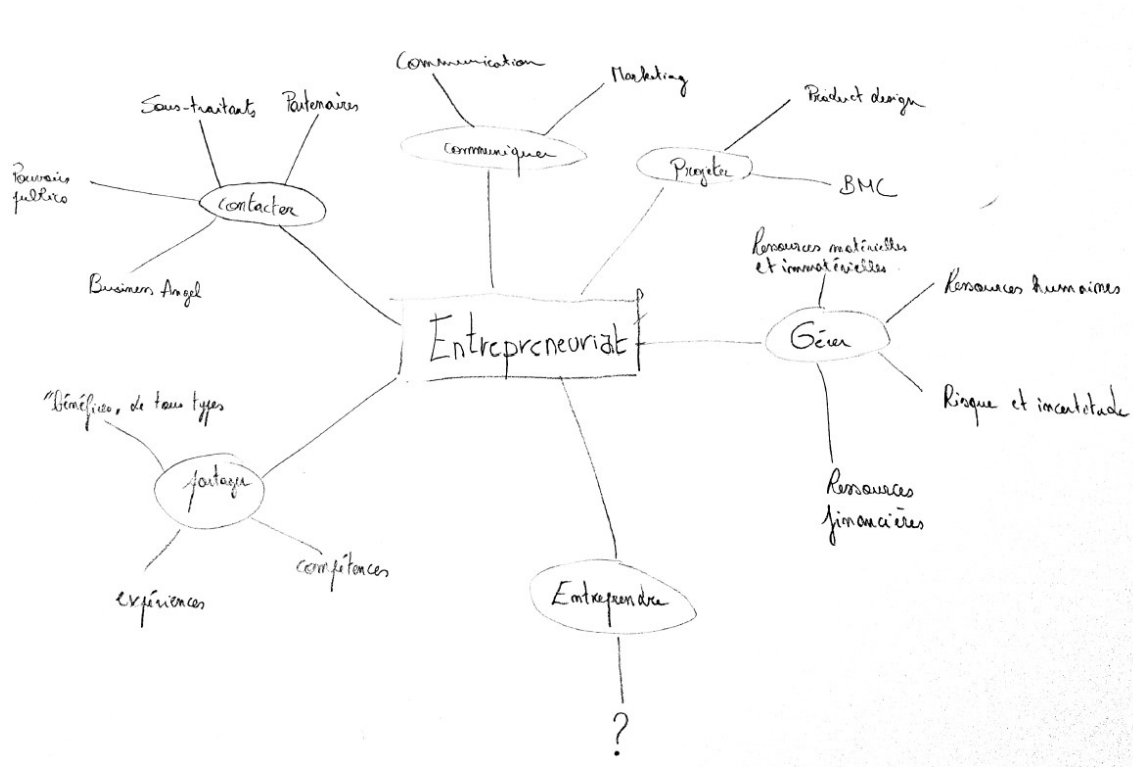 Communication
Marketing
Sous-traitants
Partenaires
Product design
communiquer
Projeter
Pouvoirs
publics
BMC
contacter
Ressources matérielles
et immatérielles
Business Angel
Ressources humaines
Entrepreneuriat
Gérer
"bénéfices" de tous types
Risque et incertitude
partager
Ressources
financières
compétences
expériences
Entreprendre
?